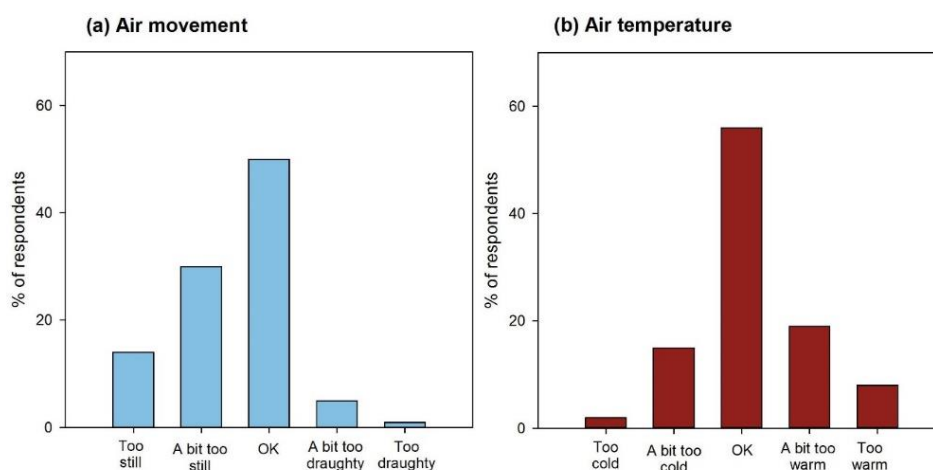 (a) Air movement
% of respondents
60
40
20
0
Too
still
A bit too
still
OK
A bit too
draughty
Too
draughty
(b) Air temperature
% of respondents
60
40
20
0
Too
cold
A bit too
cold
OK
A bit too
warm
Too
warm